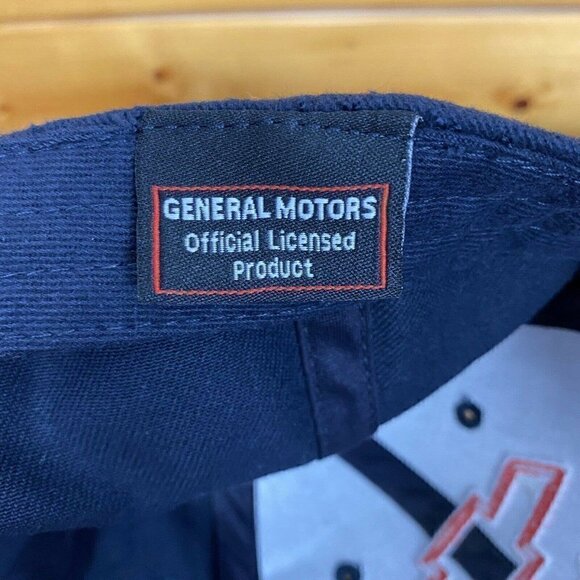 GENERAL MOTORS
Official Licensed
Product